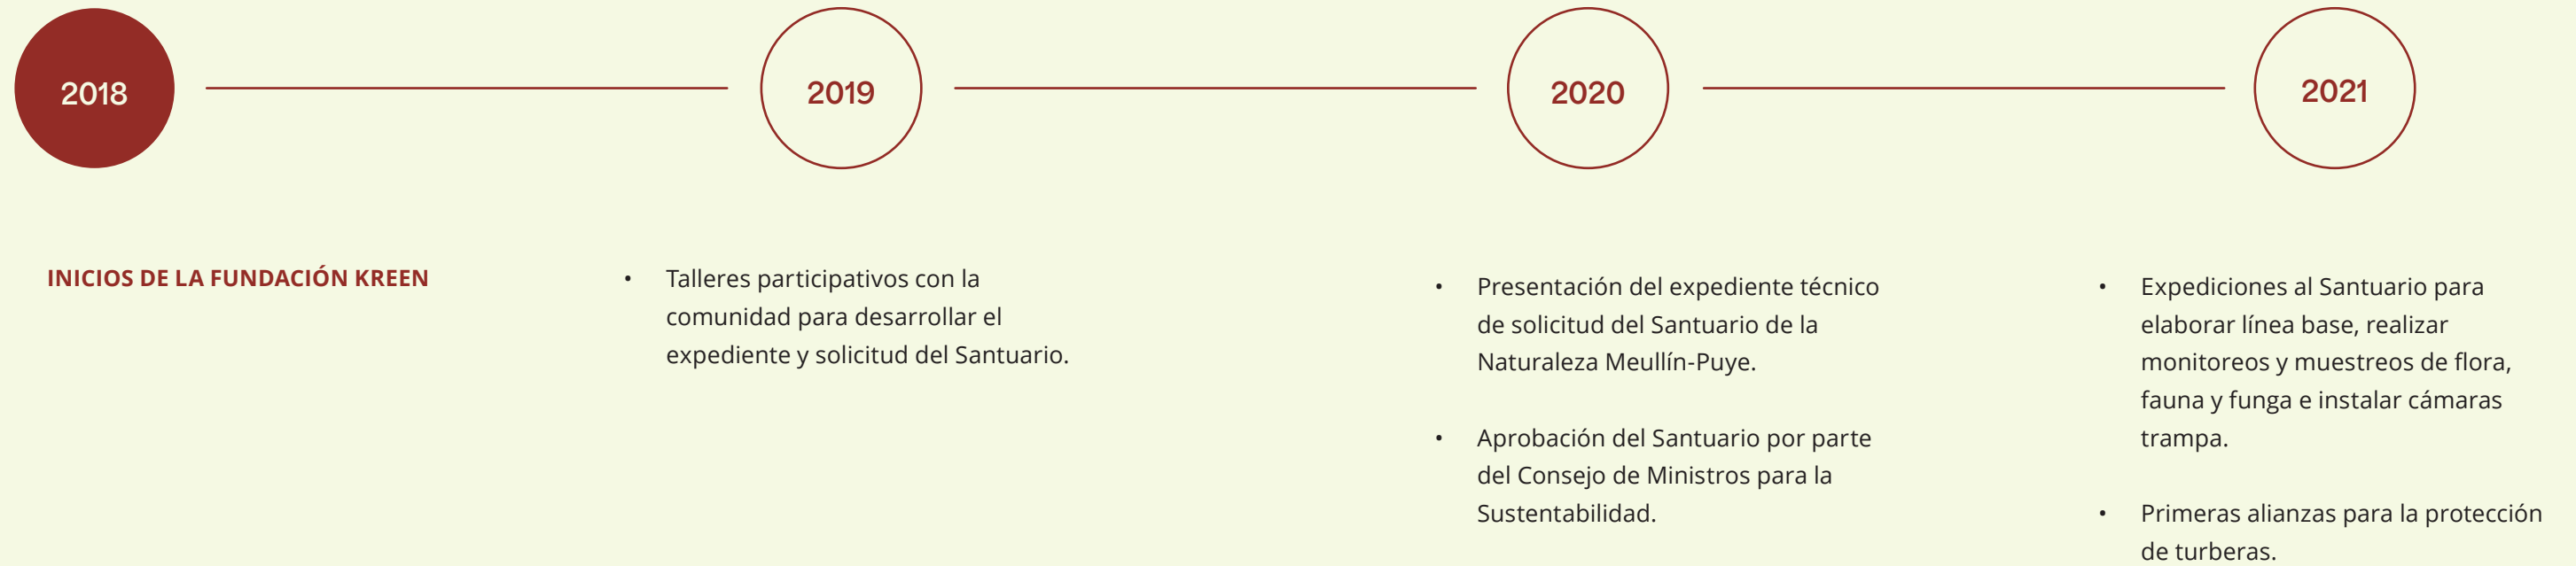 2018
2019
2020
2021
INICIOS DE LA FUNDACIÓN KREEN
• Talleres participativos con la
comunidad para desarrollar el
expediente y solicitud del Santuario.
• Presentación del expediente técnico
de solicitud del Santuario de la
Naturaleza Meullín-Puye.
• Aprobación del Santuario por parte
del Consejo de Ministros para la
Sustentabilidad.
• Expediciones al Santuario para
elaborar línea base, realizar
monitoreos y muestreos de flora,
fauna y funga e instalar cámaras
trampa.
• Primeras alianzas para la protección
de turberas.